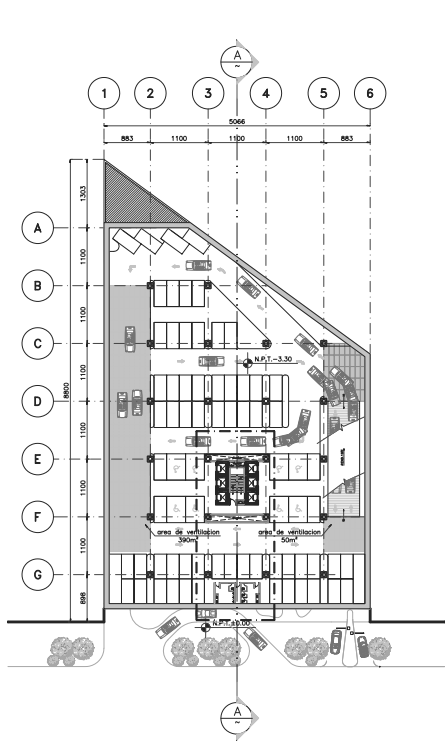 A
~
1 2 3 4 5 6
5066
883 1100 1100 1100 883
1303
A
1100
B
1100
C
N.P.T.-3.30
1100
8800
D
1100
E
1100
F
area de ventilacion
390m²
area de ventilacion
50m²
1100
G
898
N.P.T.±0.00
A
~